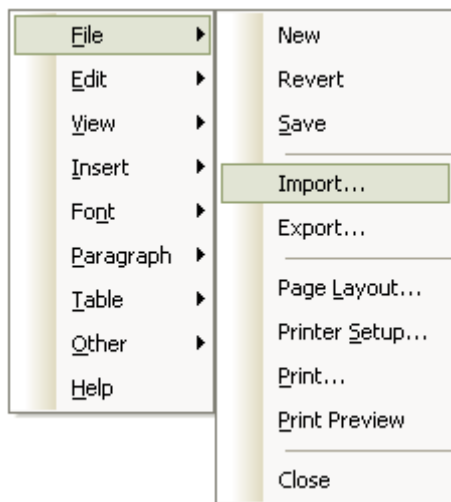 File
Edit
View
Insert
Font
Paragraph
Table
Other
Help
New
Revert
Save
Import...
Export...
Page Layout...
Printer Setup...
Print...
Print Preview
Close